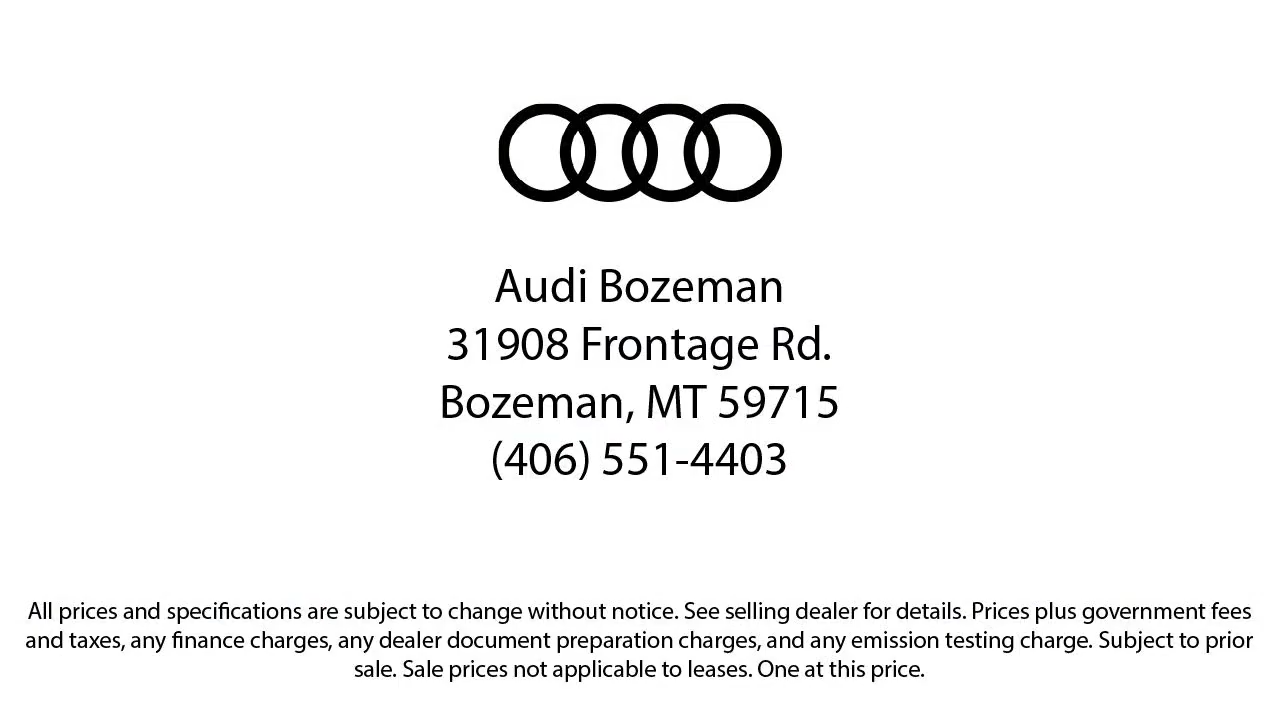 Audi Bozeman
31908 Frontage Rd.
Bozeman, MT 59715
(406) 551-4403
All prices and specifications are subject to change without notice. See selling dealer for details. Prices plus government fees
and taxes, any finance charges, any dealer document preparation charges, and any emission testing charge. Subject to prior
sale. Sale prices not applicable to leases. One at this price.